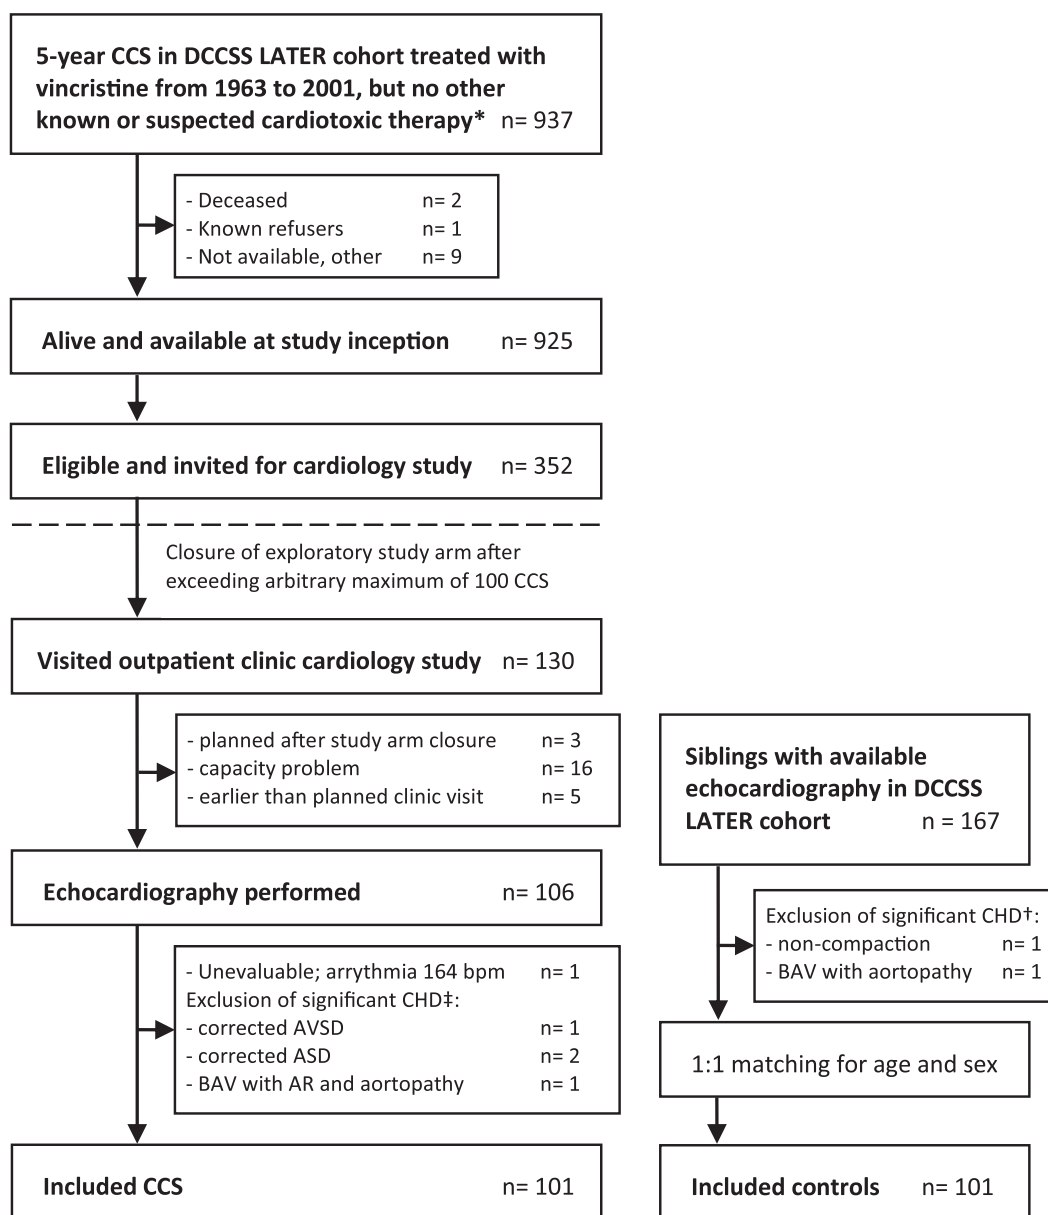 5-year CCS in DCCSS LATER cohort treated with
vincristine from 1963 to 2001, but no other
known or suspected cardiotoxic therapy* n= 937
- Deceased n= 2
- Known refusers n= 1
- Not available, other n= 9
Alive and available at study inception n= 925
Eligible and invited for cardiology study n= 352
Closure of exploratory study arm after
exceeding arbitrary maximum of 100 CCS
Visited outpatient clinic cardiology study n= 130
- planned after study arm closure n= 3
- capacity problem n= 16
- earlier than planned clinic visit n= 5
Echocardiography performed n= 106
- Unevaluable; arrythmia 164 bpm n= 1
Exclusion of significant CHD‡:
- corrected AVSD n= 1
- corrected ASD n= 2
- BAV with AR and aortopathy n= 1
Included CCS n= 101
Siblings with available
echocardiography in DCCSS
LATER cohort n = 167
Exclusion of significant CHD†:
- non-compaction n= 1
- BAV with aortopathy n= 1
1:1 matching for age and sex
Included controls n= 101